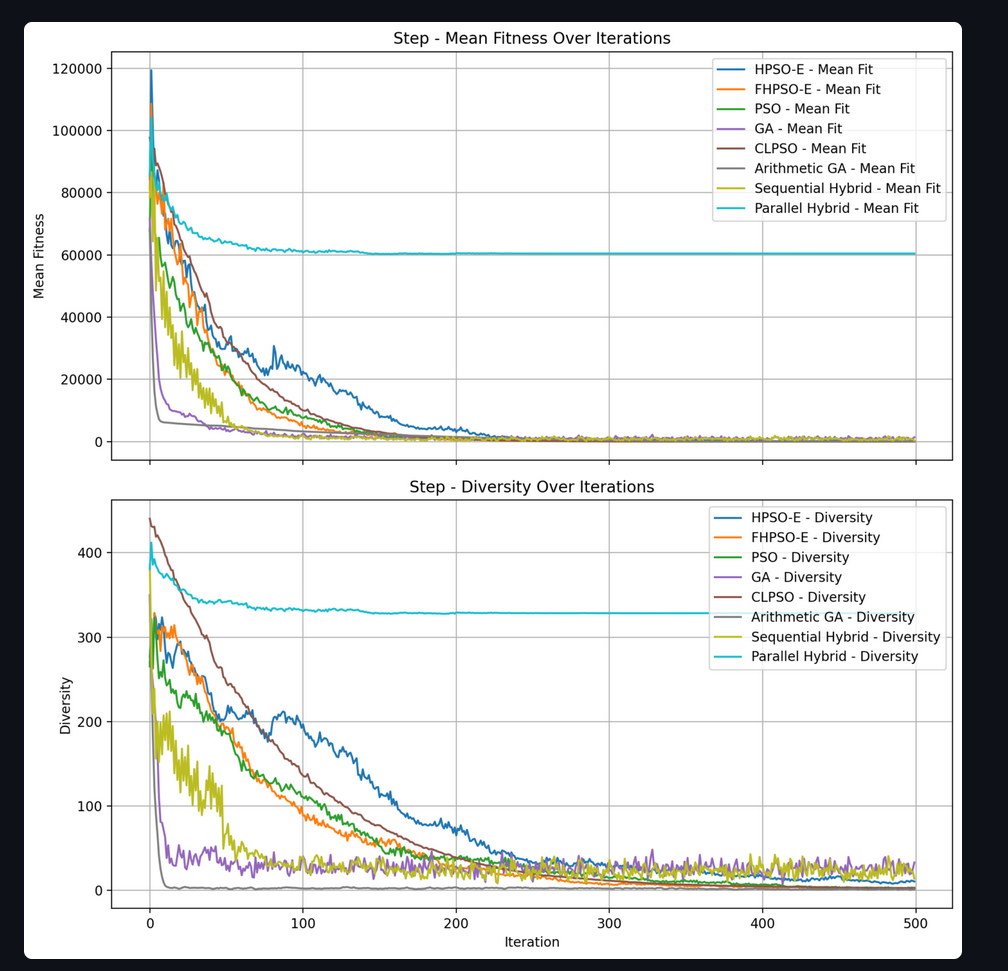 Step - Mean Fitness Over Iterations
120000
100000
80000
60000
40000
20000
0
Mean Fitness
HPSO-E - Mean Fit
FHPSO-E - Mean Fit
PSO - Mean Fit
GA - Mean Fit
CLPSO - Mean Fit
Arithmetic GA - Mean Fit
Sequential Hybrid - Mean Fit
Parallel Hybrid - Mean Fit
Step - Diversity Over Iterations
400
300
200
100
0
Diversity
HPSO-E - Diversity
FHPSO-E - Diversity
PSO - Diversity
GA - Diversity
CLPSO - Diversity
Arithmetic GA - Diversity
Sequential Hybrid - Diversity
Parallel Hybrid - Diversity
0 100 200 300 400 500
Iteration